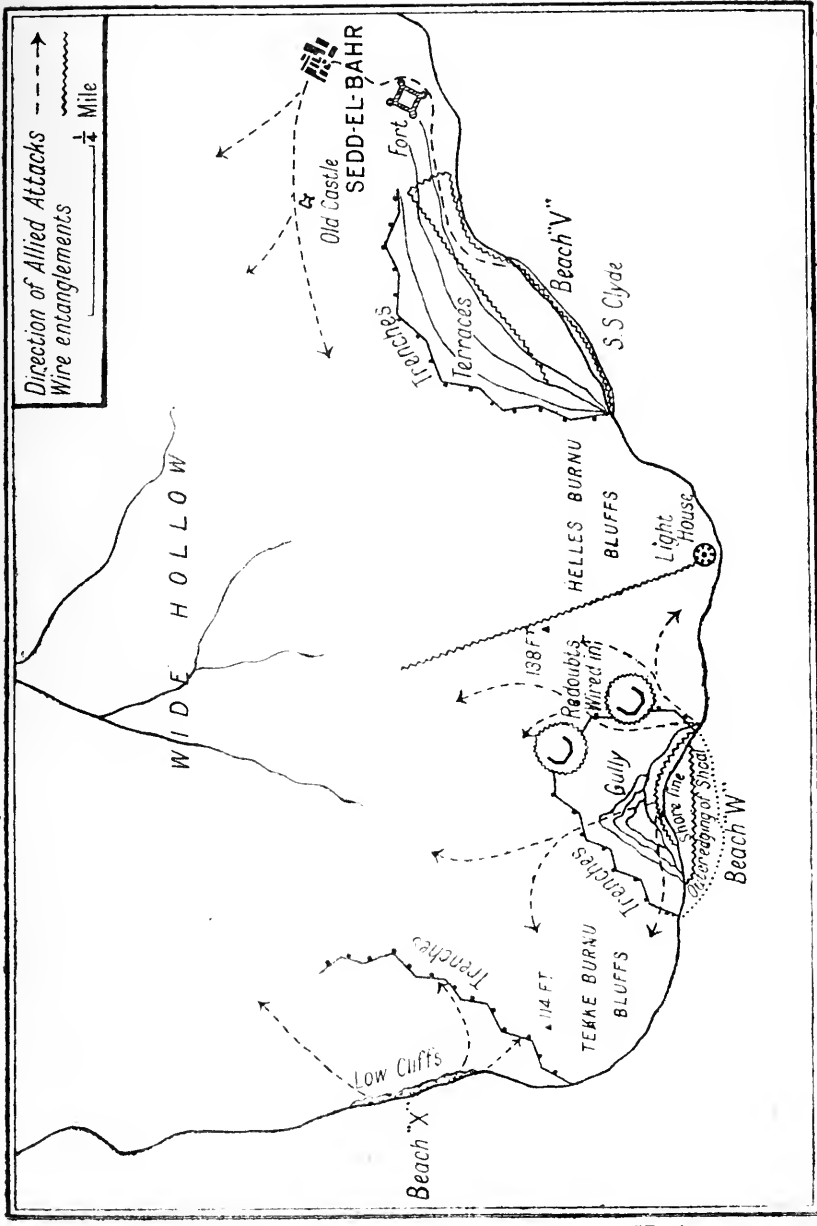 Direction of Allied Attacks
Wire entanglements
1/4 Mile
SEDD-EL-BAHR
Old Castle
Fort
Trenches
Terraces
Beach "V"
S.S Clyde
WIDE HOLLOW
HELLES BURNU
BLUFFS
Light
House
138 FT
Redoubts
Wired in
Gully
Shore line
Outer edging of Shoal
Beach "W"
Trenches
Trenches
114 FT
TEKKE BURNU
BLUFFS
Low Cliffs
Beach "X"